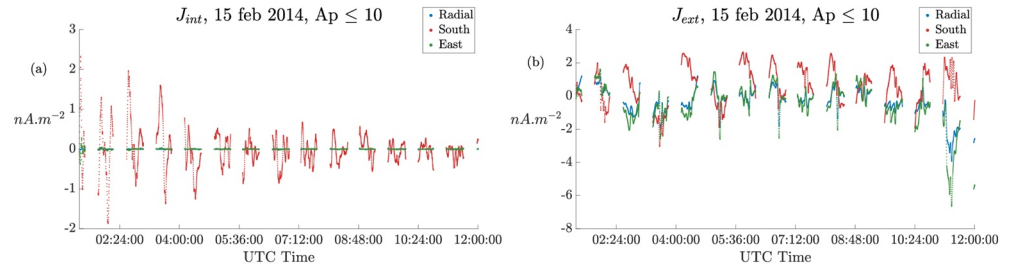 J_int, 15 feb 2014, Ap ≤ 10
Radial
South
East
(a)
nA.m⁻²
3
2
1
0
-1
-2
02:24:00 04:00:00 05:36:00 07:12:00 08:48:00 10:24:00 12:00:00
UTC Time
J_ext, 15 feb 2014, Ap ≤ 10
Radial
South
East
(b)
nA.m⁻²
4
2
0
-2
-4
-6
-8
02:24:00 04:00:00 05:36:00 07:12:00 08:48:00 10:24:00 12:00:00
UTC Time